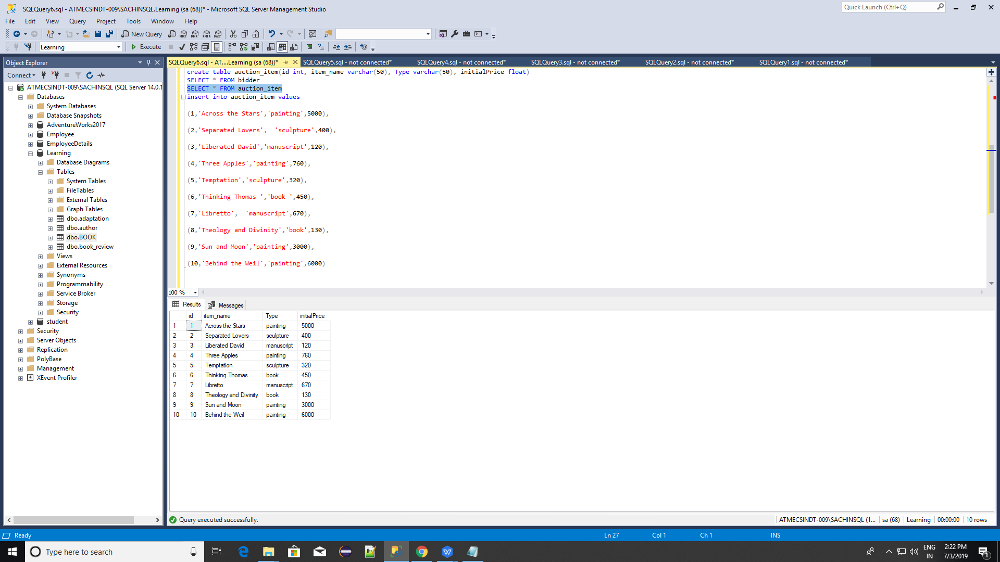 SQLQuery6.sql - ATMECSINDT-009\SACHINSQL.Learning (sa (68))* - Microsoft SQL Server Management Studio
Quick Launch (Ctrl+Q)
File Edit View Query Project Tools Window Help
New Query
MDX DMX XMLA DAX
Learning
Execute
Object Explorer
Connect
ATMECSINDT-009\SACHINSQL (SQL Server 14.0.1
Databases
System Databases
Database Snapshots
AdventureWorks2017
Employee
EmployeeDetails
Learning
Database Diagrams
Tables
System Tables
FileTables
External Tables
Graph Tables
dbo.adaptation
dbo.author
dbo.BOOK
dbo.book_review
Views
External Resources
Synonyms
Programmability
Service Broker
Storage
Security
student
Security
Server Objects
Replication
PolyBase
Management
XEvent Profiler
SQLQuery6.sql - AT....Learning (sa (68))* SQLQuery5.sql - not connected* SQLQuery4.sql - not connected* SQLQuery3.sql - not connected* SQLQuery2.sql - not connected* SQLQuery1.sql - not connected*
create table auction_item(id int, item_name varchar(50), Type varchar(50), initialPrice float)
SELECT * FROM bidder
SELECT * FROM auction_item
insert into auction_item values
(1,'Across the Stars','painting',5000),
(2,'Separated Lovers',  'sculpture',400),
(3,'Liberated David','manuscript',120),
(4,'Three Apples','painting',760),
(5,'Temptation','sculpture',320),
(6,'Thinking Thomas ','book ',450),
(7,'Libretto',  'manuscript',670),
(8,'Theology and Divinity','book',130),
(9,'Sun and Moon','painting',3000),
(10,'Behind the Weil','painting',6000)
100 %
Results Messages
id item_name Type initialPrice
1 1 Across the Stars painting 5000
2 2 Separated Lovers sculpture 400
3 3 Liberated David manuscript 120
4 4 Three Apples painting 760
5 5 Temptation sculpture 320
6 6 Thinking Thomas book 450
7 7 Libretto manuscript 670
8 8 Theology and Divinity book 130
9 9 Sun and Moon painting 3000
10 10 Behind the Weil painting 6000
Query executed successfully.
ATMECSINDT-009\SACHINSQL (1... sa (68) Learning 00:00:00 10 rows
Ready Ln 27 Col 1 Ch 1 INS
Type here to search
ENG
IN
2:22 PM
7/3/2019
1